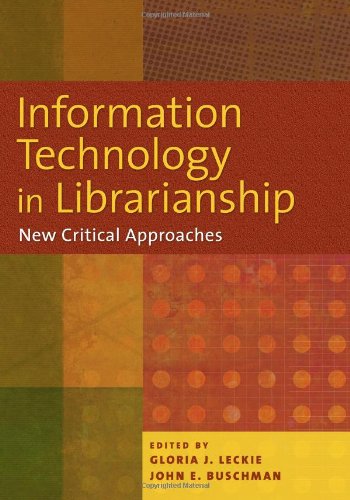 Information
Technology
in Librarianship
New Critical Approaches
EDITED BY
GLORIA J. LECKIE
JOHN E. BUSCHMAN